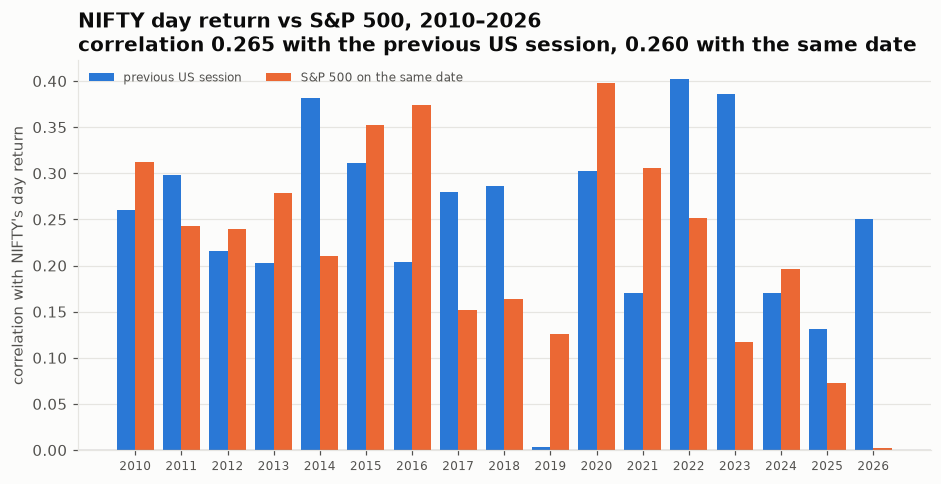 NIFTY day return vs S&P 500, 2010–2026
correlation 0.265 with the previous US session, 0.260 with the same date
previous US session
S&P 500 on the same date
correlation with NIFTY's day return
0.40
0.35
0.30
0.25
0.20
0.15
0.10
0.05
0.00
2010 2011 2012 2013 2014 2015 2016 2017 2018 2019 2020 2021 2022 2023 2024 2025 2026